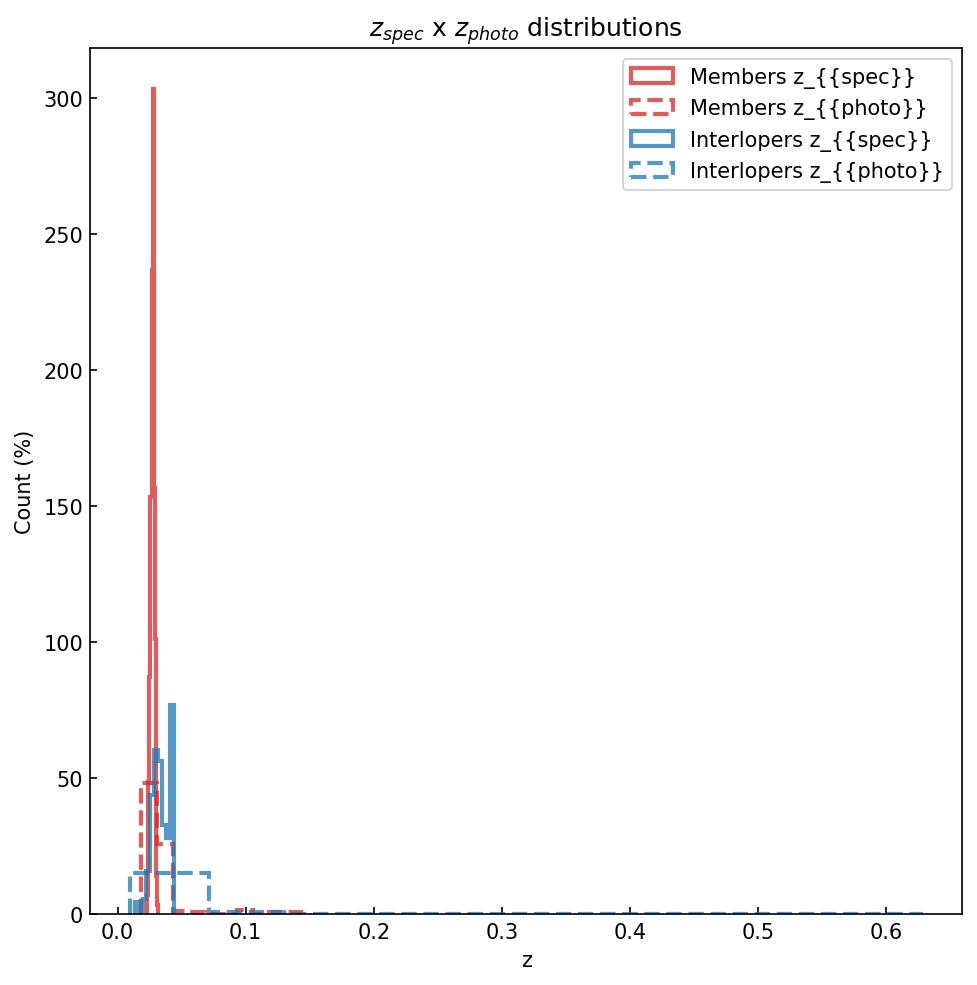 z_spec x z_photo distributions
Members z_{{spec}}
Members z_{{photo}}
Interlopers z_{{spec}}
Interlopers z_{{photo}}
Count (%)
300
250
200
150
100
50
0
0.0 0.1 0.2 0.3 0.4 0.5 0.6
z